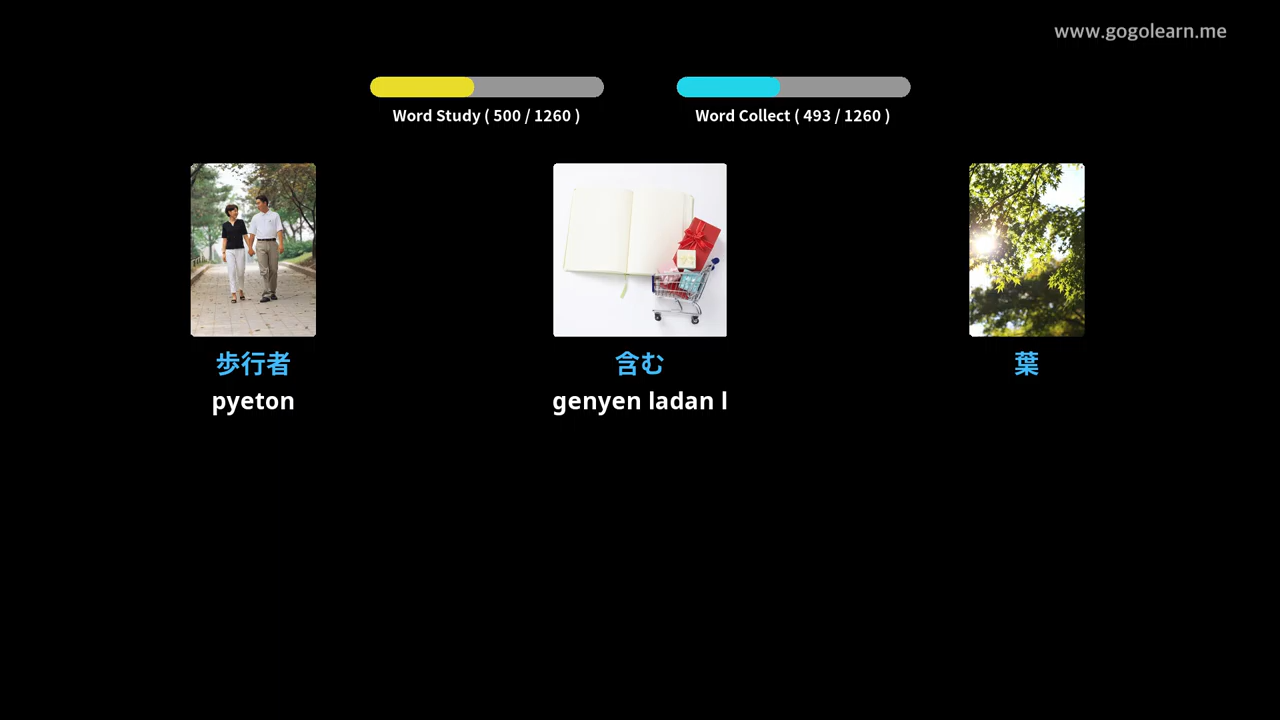 www.gogolearn.me
Word Study ( 500 / 1260 )
Word Collect ( 493 / 1260 )
歩行者
含む
葉
pyeton
genyen ladan l